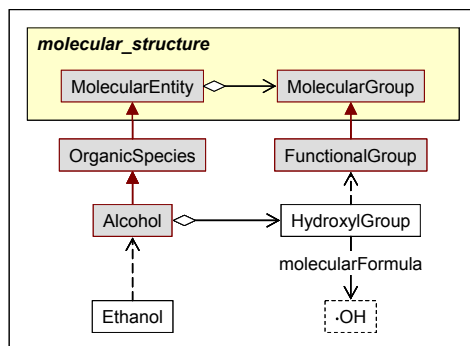 molecular_structure
MolecularEntity
MolecularGroup
OrganicSpecies
FunctionalGroup
Alcohol
HydroxylGroup
molecularFormula
Ethanol
·OH